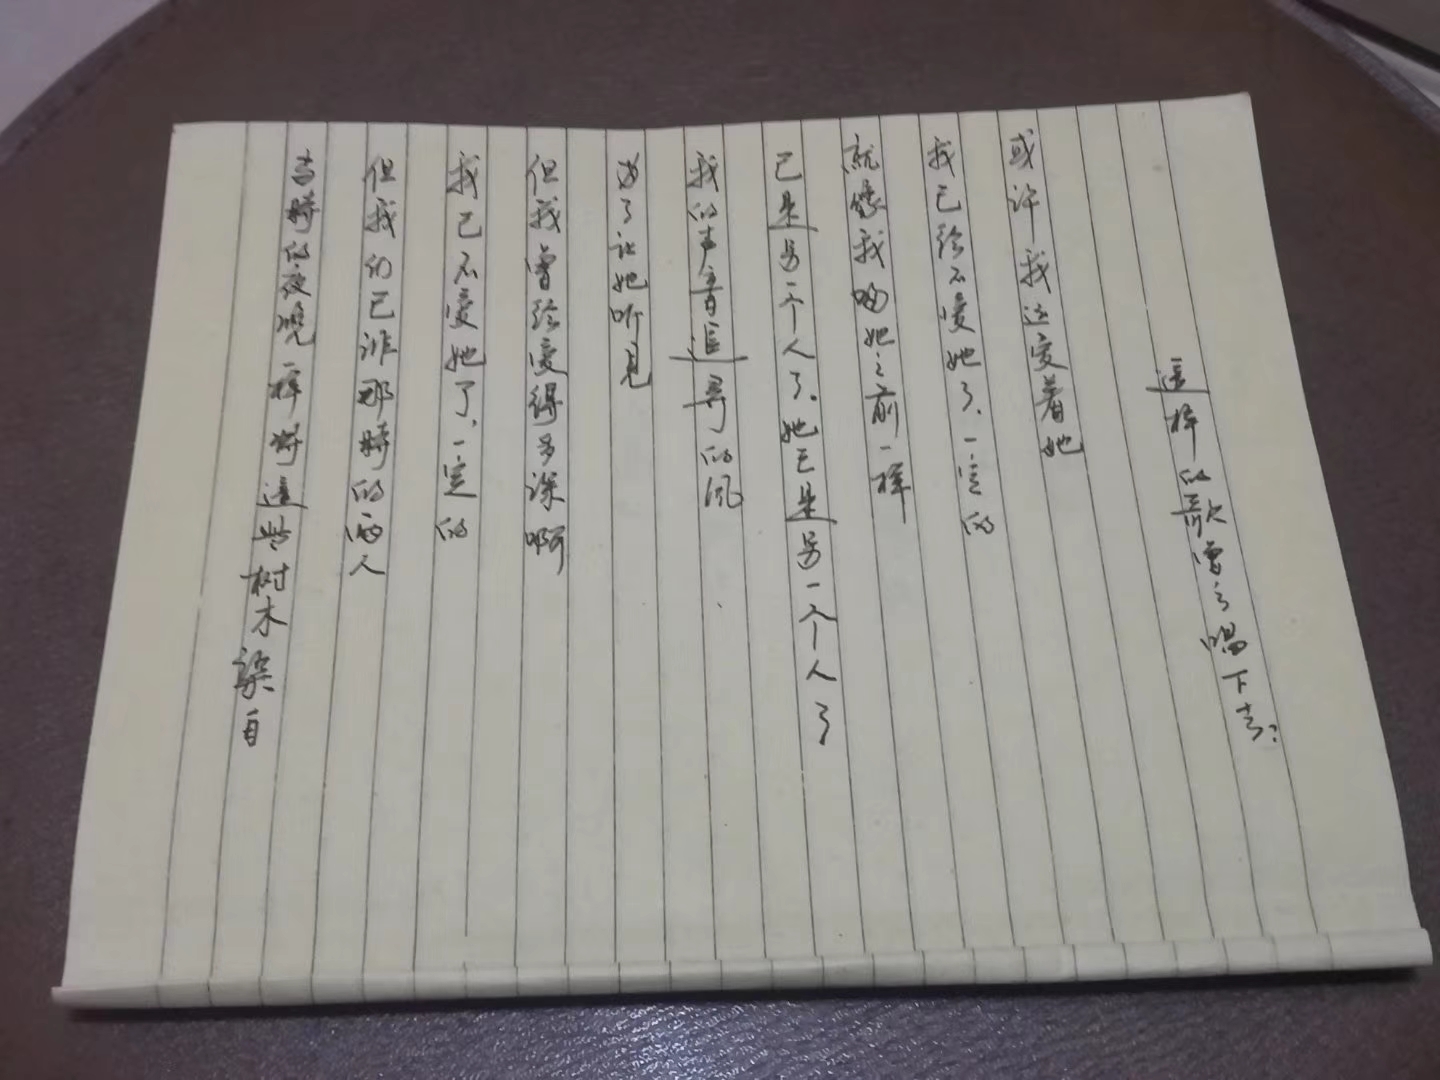 当时的夜晚一样将這些树木染白
但我们已非那时的两人
我已不爱她了，一定的
但我曾经爱得多深啊
为了让她听见
我的声音追寻的风
已是另一个人了，她已是另一个人了
就像我吻她之前一样
我已经不爱她了，一定的
或许我还爱着她
這样的歌唱下去：